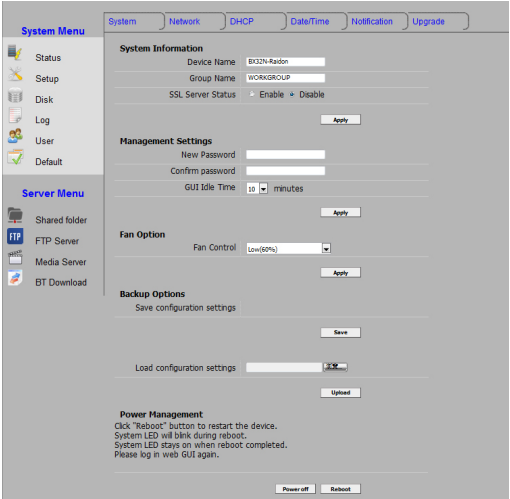 System Menu
Status
Setup
Disk
Log
User
Default
Server Menu
Shared folder
FTP
FTP Server
Media Server
BT Download
System
Network
DHCP
Date/Time
Notification
Upgrade
System Information
Device Name BX32N-Raidon
Group Name WORKGROUP
SSL Server Status Enable Disable
Apply
Management Settings
New Password
Confirm password
GUI Idle Time 10 minutes
Apply
Fan Option
Fan Control Low(60%)
Apply
Backup Options
Save configuration settings
Save
Load configuration settings
Upload
Power Management
Click "Reboot" button to restart the device.
System LED will blink during reboot.
System LED stays on when reboot completed.
Please log in web GUI again.
Power off Reboot